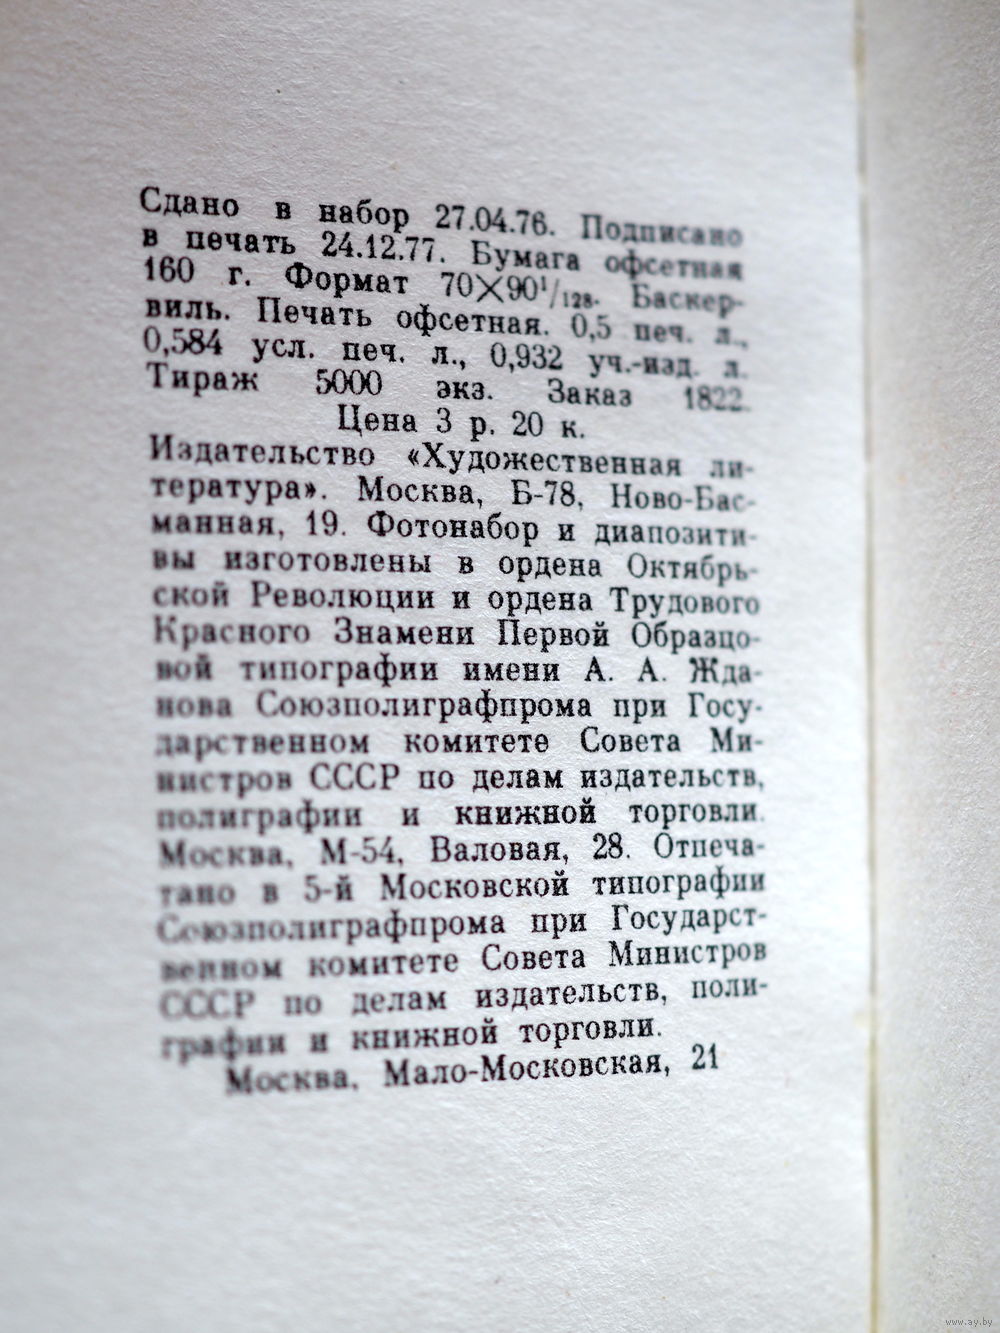 Сдано в набор 27.04.76. Подписано
в печать 24.12.77. Бумага офсетная
160 г. Формат 70×90¹/₁₂₈. Баскер-
виль. Печать офсетная. 0,5 печ. л.,
0,584 усл. печ. л., 0,932 уч.-изд. л.
Тираж 5000 экз. Заказ 1822.
Цена 3 р. 20 к.
Издательство «Художественная ли-
тература». Москва, Б-78, Ново-Бас-
манная, 19. Фотонабор и диапозити-
вы изготовлены в ордена Октябрь-
ской Революции и ордена Трудового
Красного Знамени Первой Образцо-
вой типографии имени А. А. Жда-
нова Союзполиграфпрома при Госу-
дарственном комитете Совета Ми-
нистров СССР по делам издательств,
полиграфии и книжной торговли.
Москва, М-54, Валовая, 28. Отпеча-
тано в 5-й Московской типографии
Союзполиграфпрома при Государст-
венном комитете Совета Министров
СССР по делам издательств, поли-
графии и книжной торговли.
Москва, Мало-Московская, 21
www.ay.by